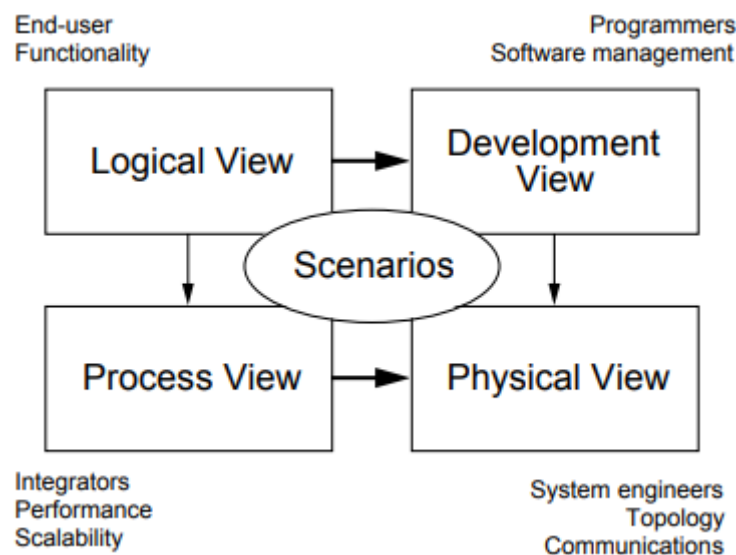 End-user
Functionality
Programmers
Software management
Logical View
Development
View
Scenarios
Process View
Physical View
Integrators
Performance
Scalability
System engineers
Topology
Communications